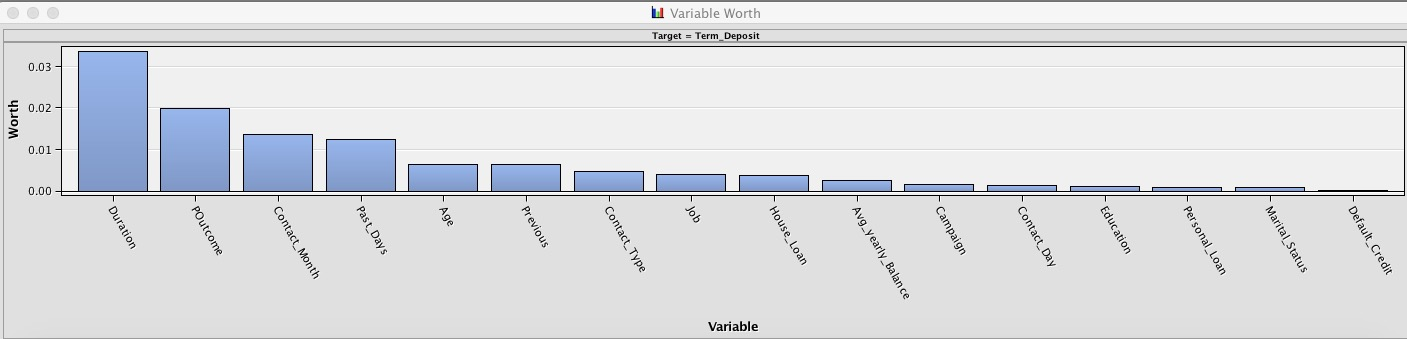 Variable Worth
Target = Term_Deposit
Worth
0.03
0.02
0.01
0.00
Duration
POutcome
Contact_Month
Past_Days
Age
Previous
Contact_Type
Job
House_Loan
Avg_yearly_Balance
Campaign
Contact_Day
Education
Personal_Loan
Marital_Status
Default_Credit
Variable